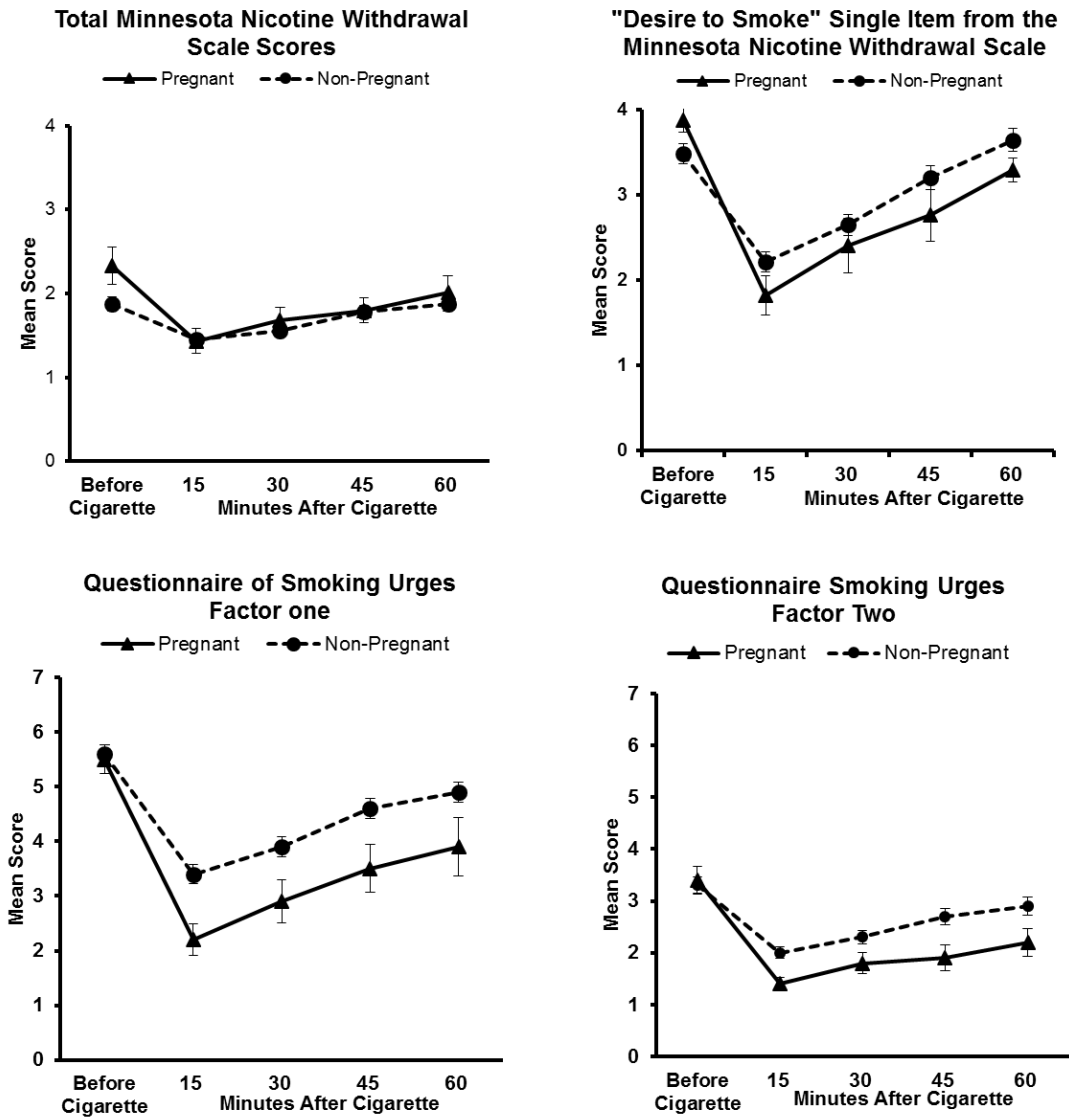 Total Minnesota Nicotine Withdrawal
Scale Scores
Pregnant Non-Pregnant
4
3
2
1
0
Mean Score
Before
Cigarette
15 30 45 60
Minutes After Cigarette
"Desire to Smoke" Single Item from the
Minnesota Nicotine Withdrawal Scale
Pregnant Non-Pregnant
4
3
2
1
0
Mean Score
Before
Cigarette
15 30 45 60
Minutes After Cigarette
Questionnaire of Smoking Urges
Factor one
Pregnant Non-Pregnant
7
6
5
4
3
2
1
0
Mean Score
Before
Cigarette
15 30 45 60
Minutes After Cigarette
Questionnaire Smoking Urges
Factor Two
Pregnant Non-Pregnant
7
6
5
4
3
2
1
0
Mean Score
Before
Cigarette
15 30 45 60
Minutes After Cigarette